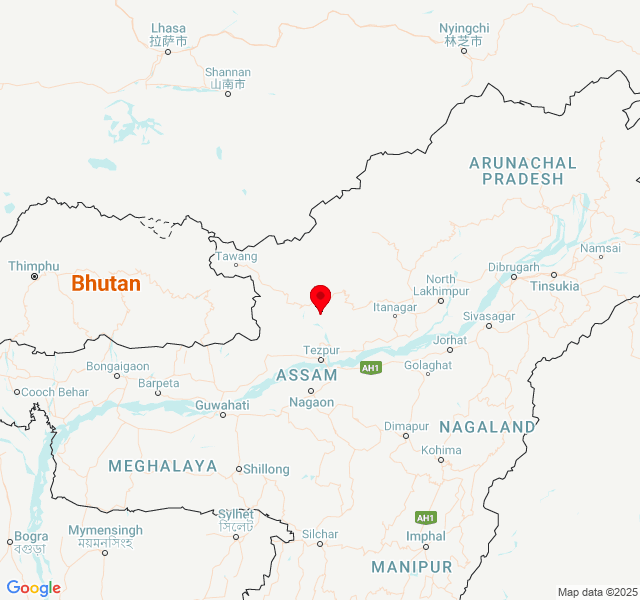 Lhasa
拉萨市
Nyingchi
林芝市
Shannan
山南市
ARUNACHAL
PRADESH
Tawang
Namsai
Thimphu
Bhutan
Dibrugarh
Tinsukia
North
Lakhimpur
Itanagar
Sivasagar
Jorhat
Tezpur
Golaghat
AH1
Bongaigaon
ASSAM
Cooch Behar
Barpeta
Nagaon
Guwahati
Dimapur
NAGALAND
Kohima
MEGHALAYA
Shillong
Sylhet
সিলেট
AH1
Bogra
বগুড়া
Mymensingh
ময়মনসিংহ
Silchar
Imphal
MANIPUR
Google
Map data ©2025